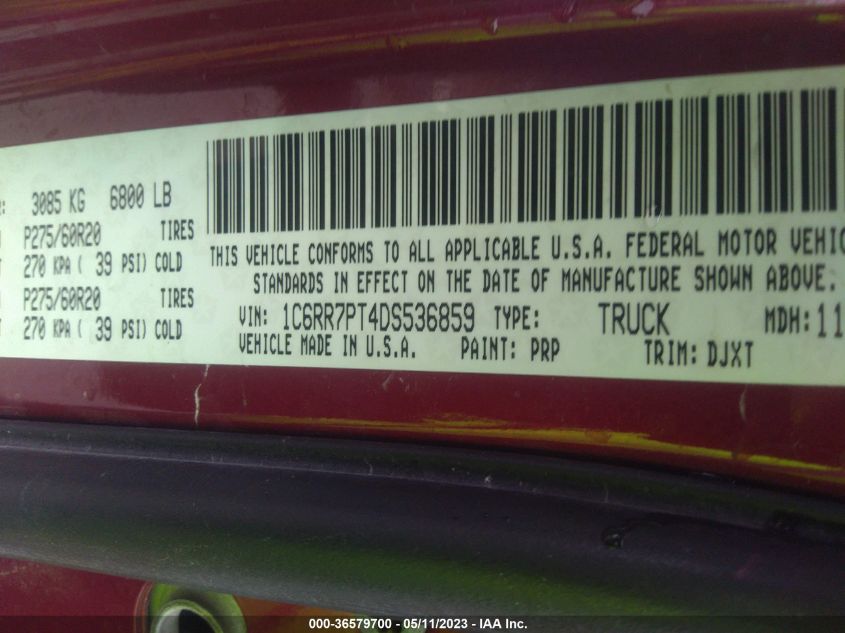 3085 KG 6800 LB
P275/60R20 TIRES
270 KPA ( 39 PSI) COLD
P275/60R20 TIRES
270 KPA ( 39 PSI) COLD
THIS VEHICLE CONFORMS TO ALL APPLICABLE U.S.A. FEDERAL MOTOR VEHIC
STANDARDS IN EFFECT ON THE DATE OF MANUFACTURE SHOWN ABOVE.
VIN: 1C6RR7PT4DS536859 TYPE: TRUCK MDH: 11
VEHICLE MADE IN U.S.A. PAINT: PRP TRIM: DJXT
000-36579700 - 05/11/2023 - IAA Inc.